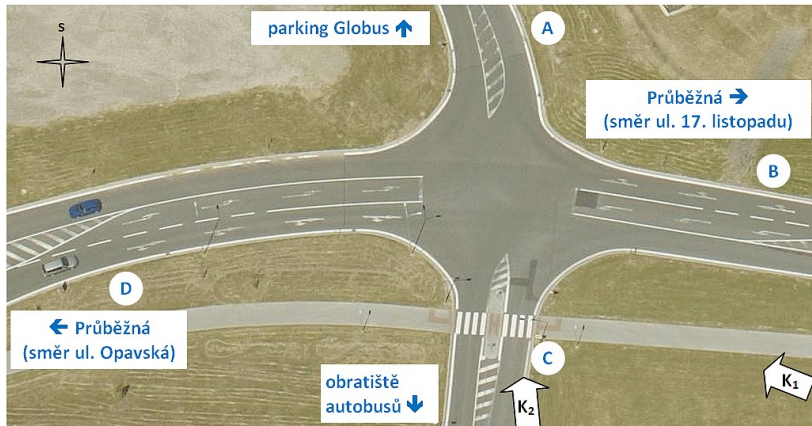 S
parking Globus ↑
A
Průběžná →
(směr ul. 17. listopadu)
B
D
← Průběžná
(směr ul. Opavská)
C
obratiště
autobusů ↓
K₂
K₁